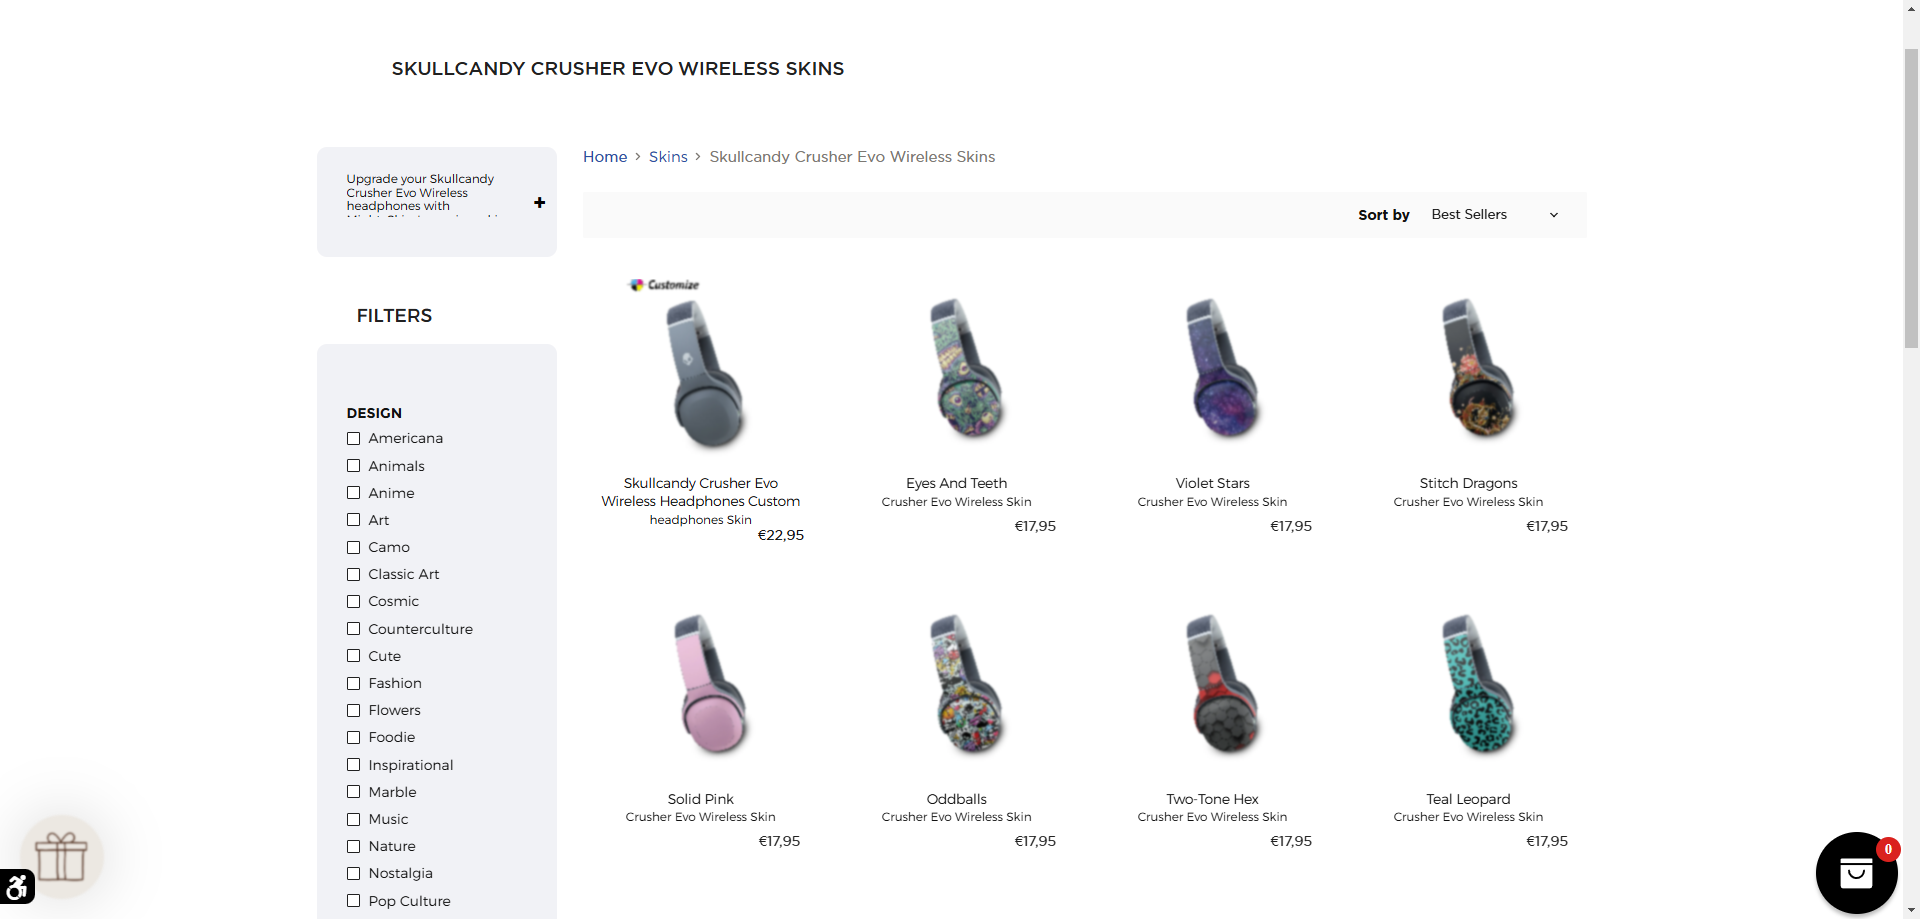 SKULLCANDY CRUSHER EVO WIRELESS SKINS
Upgrade your Skullcandy
Crusher Evo Wireless
headphones with
Home › Skins › Skullcandy Crusher Evo Wireless Skins
Sort by Best Sellers
FILTERS
DESIGN
Americana
Animals
Anime
Art
Camo
Classic Art
Cosmic
Counterculture
Cute
Fashion
Flowers
Foodie
Inspirational
Marble
Music
Nature
Nostalgia
Pop Culture
Customize
Skullcandy Crusher Evo
Wireless Headphones Custom
headphones Skin
€22,95
Eyes And Teeth
Crusher Evo Wireless Skin
€17,95
Violet Stars
Crusher Evo Wireless Skin
€17,95
Stitch Dragons
Crusher Evo Wireless Skin
€17,95
Solid Pink
Crusher Evo Wireless Skin
€17,95
Oddballs
Crusher Evo Wireless Skin
€17,95
Two-Tone Hex
Crusher Evo Wireless Skin
€17,95
Teal Leopard
Crusher Evo Wireless Skin
€17,95
0